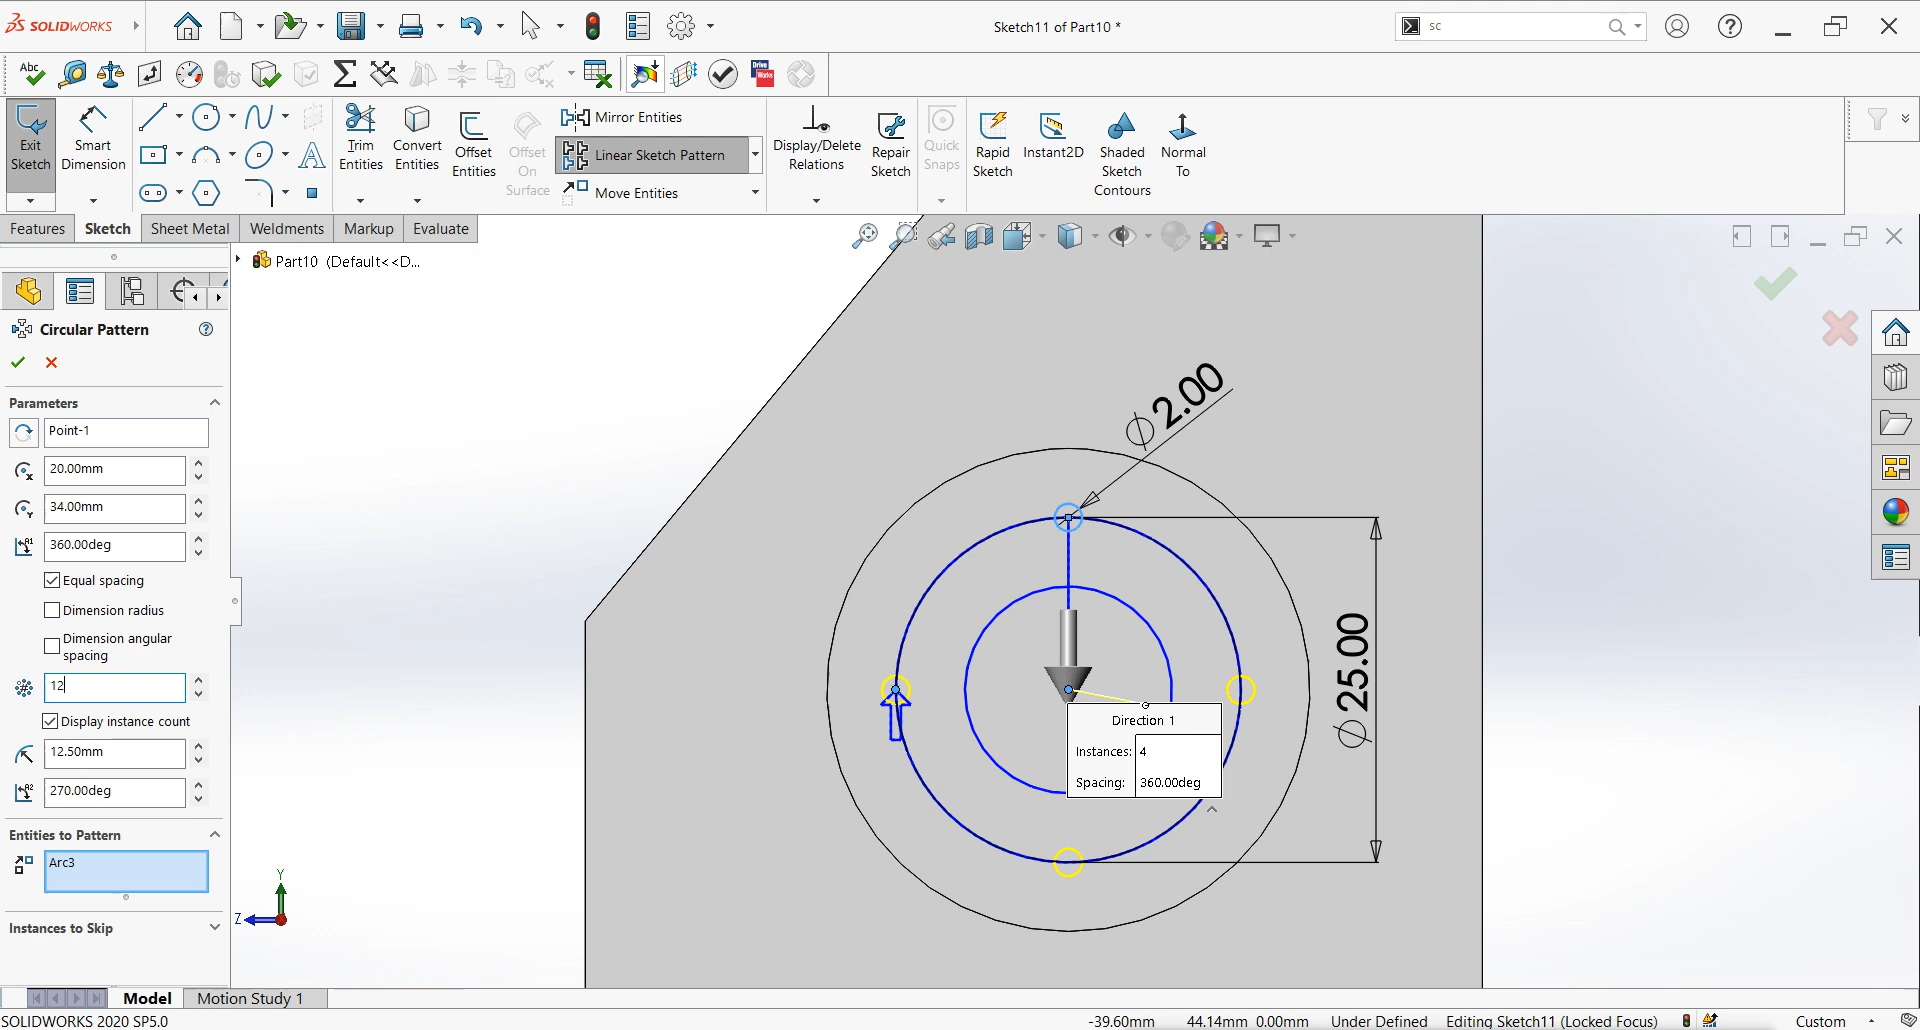 SOLIDWORKS
Sketch11 of Part10 *
sc
Abc
Exit Sketch
Smart Dimension
Trim Entities
Convert Entities
Offset Entities
Offset On Surface
Mirror Entities
Linear Sketch Pattern
Move Entities
Display/Delete Relations
Repair Sketch
Quick Snaps
Rapid Sketch
Instant2D
Shaded Sketch Contours
Normal To
Drive Works
Features
Sketch
Sheet Metal
Weldments
Markup
Evaluate
Part10 (Default<<D...
Circular Pattern
Parameters
Point-1
20.00mm
34.00mm
360.00deg
Equal spacing
Dimension radius
Dimension angular
spacing
12
Display instance count
12.50mm
270.00deg
Entities to Pattern
Arc3
Instances to Skip
∅2.00
∅25.00
Direction 1
Instances: 4
Spacing: 360.00deg
Y
Z
Model
Motion Study 1
SOLIDWORKS 2020 SP5.0
-39.60mm 44.14mm 0.00mm Under Defined Editing Sketch11 (Locked Focus) Custom